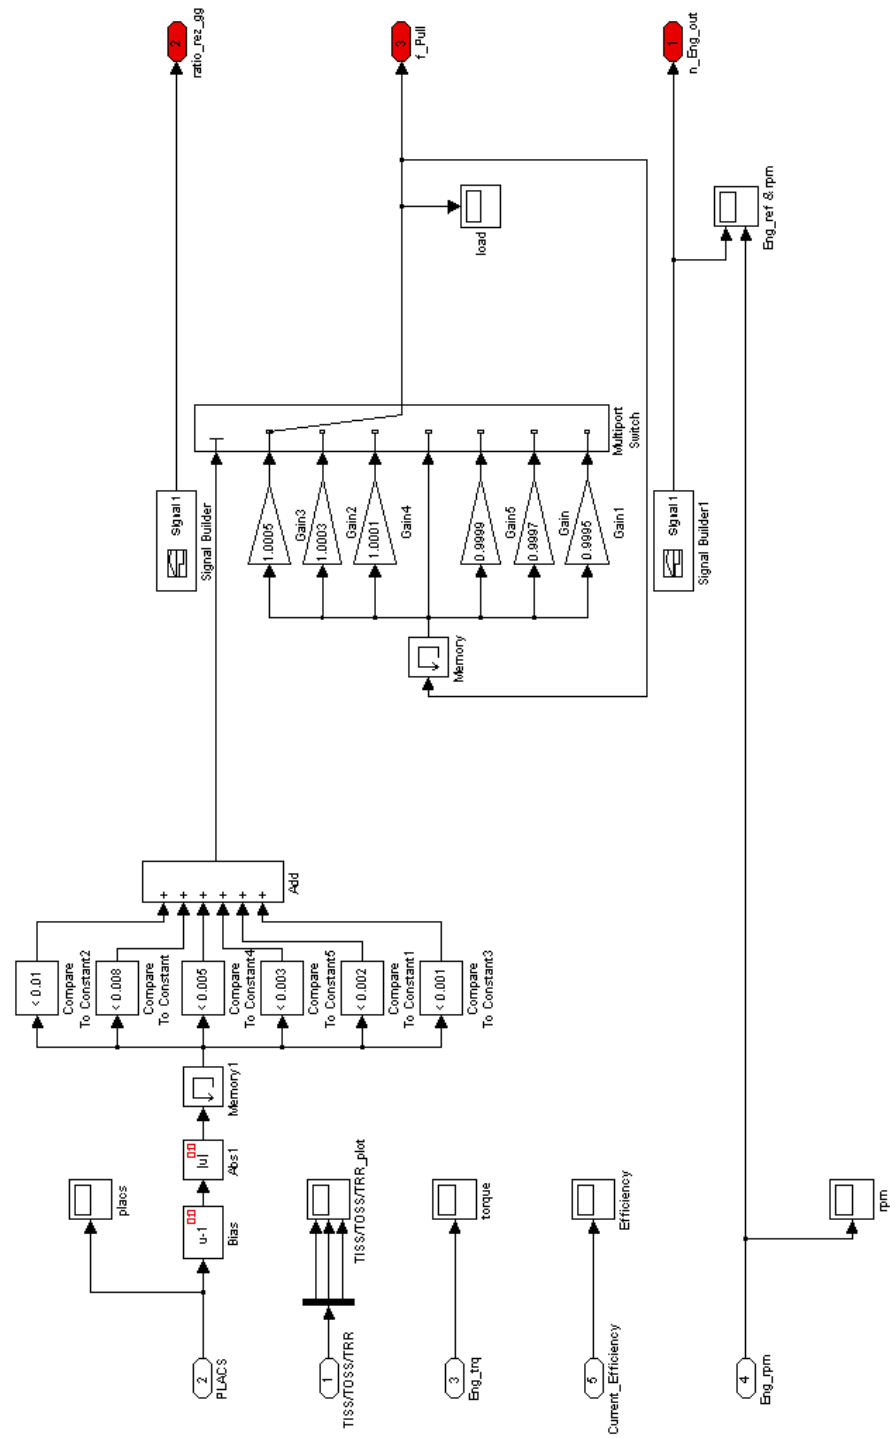 2
PLACS
placs
u-1
Bias
|u|
Abs1
Memory1
< 0.01
Compare
To Constant2
< 0.008
Compare
To Constant
< 0.005
Compare
To Constant4
< 0.003
Compare
To Constant5
< 0.002
Compare
To Constant1
< 0.001
Compare
To Constant3
+
+
+
+
+
+
Add
Signal 1
Signal Builder
2
ratio_rez_gg
1.0005
Gain3
1.0003
Gain2
1.0001
Gain4
0.9999
Gain5
0.9997
Gain
0.9995
Gain1
Memory
Multiport
Switch
load
3
f_Pull
1
TISS/TOSS/TRR
TISS/TOSS/TRR_plot
3
Eng_trq
torque
5
Current_Efficiency
Efficiency
Signal 1
Signal Builder1
1
n_Eng_out
Eng_ref & rpm
4
Eng_rpm
rpm